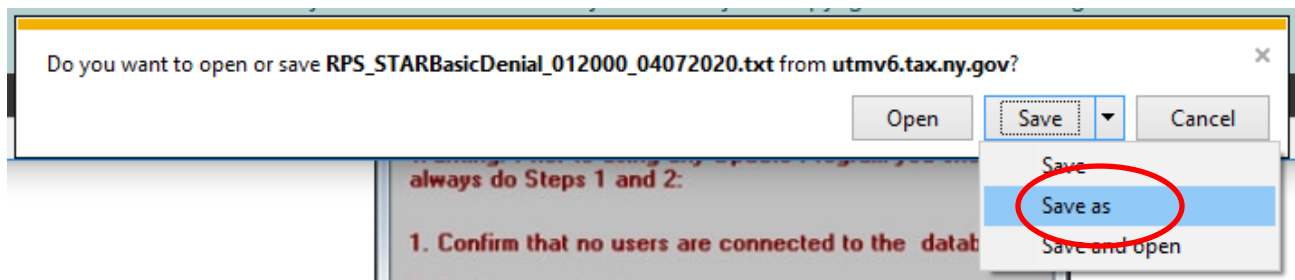 Do you want to open or save RPS_STARBasicDenial_012000_04072020.txt from utmv6.tax.ny.gov?
Open Save Cancel
Save
Save as
Save and open
always do Steps 1 and 2:
1. Confirm that no users are connected to the datab